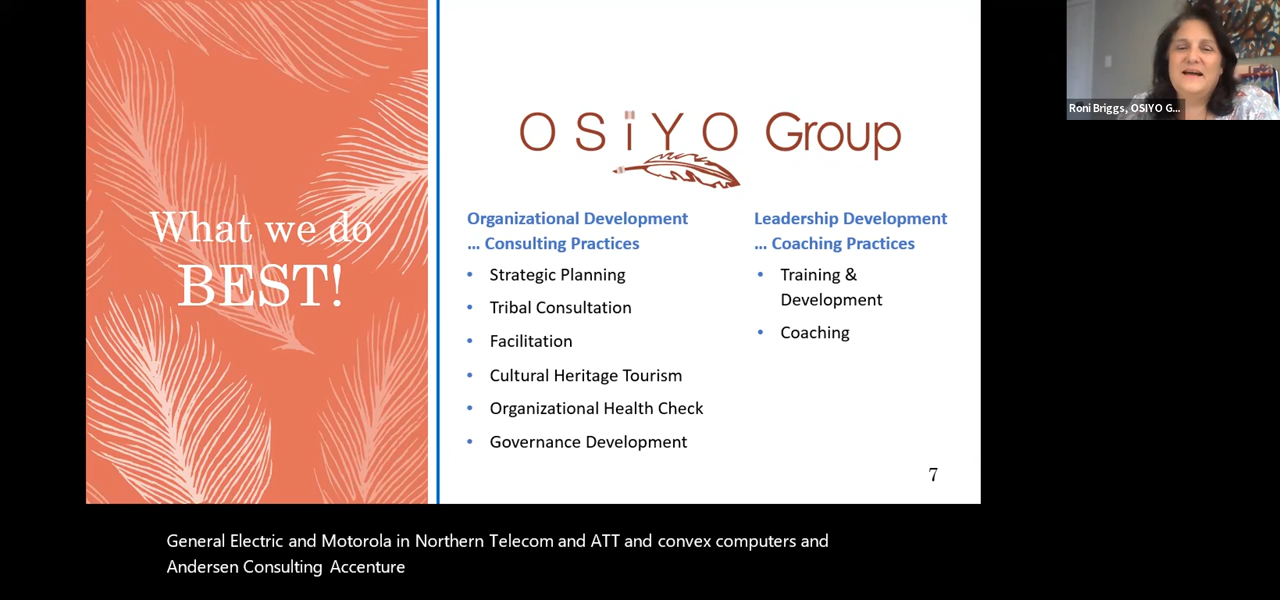 What we do
BEST!
OSiYO Group
Organizational Development
... Consulting Practices
• Strategic Planning
• Tribal Consultation
• Facilitation
• Cultural Heritage Tourism
• Organizational Health Check
• Governance Development
Leadership Development
... Coaching Practices
• Training &
Development
• Coaching
7
Roni Briggs, OSIYO G...
General Electric and Motorola in Northern Telecom and ATT and convex computers and
Andersen Consulting Accenture